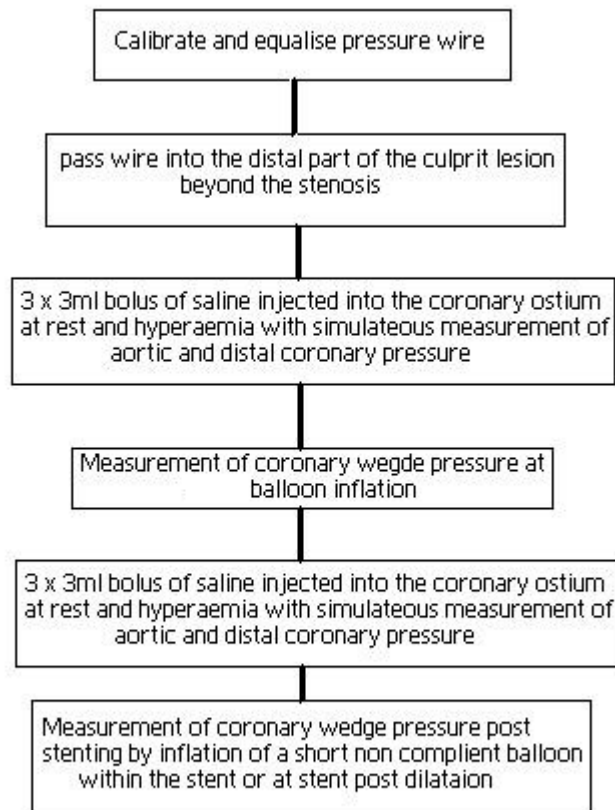 Calibrate and equalise pressure wire
pass wire into the distal part of the culprit lesion
beyond the stenosis
3 x 3ml bolus of saline injected into the coronary ostium
at rest and hyperaemia with simulateous measurement of
aortic and distal coronary pressure
Measurement of coronary wegde pressure at
balloon inflation
3 x 3ml bolus of saline injected into the coronary ostium
at rest and hyperaemia with simulateous measurement of
aortic and distal coronary pressure
Measurement of coronary wedge pressure post
stenting by inflation of a short non complient balloon
within the stent or at stent post dilataion